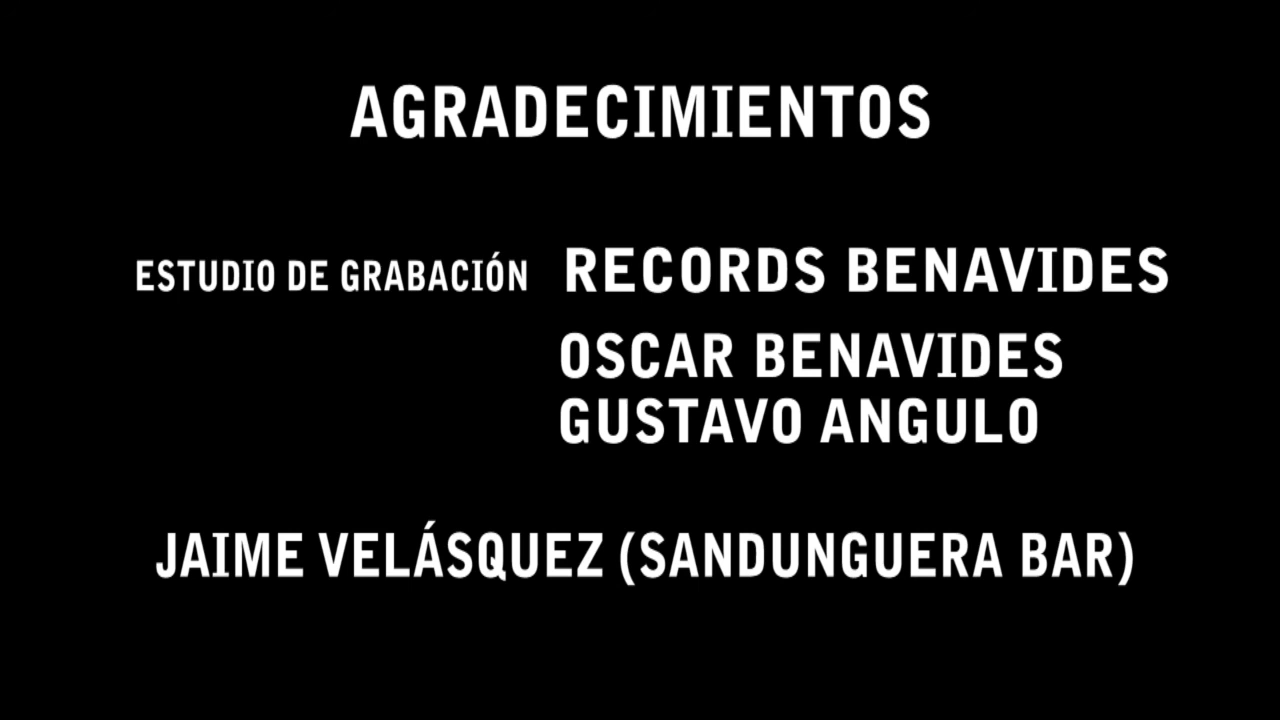 AGRADECIMIENTOS
ESTUDIO DE GRABACIÓN RECORDS BENAVIDES
OSCAR BENAVIDES
GUSTAVO ANGULO
JAIME VELÁSQUEZ (SANDUNGUERA BAR)